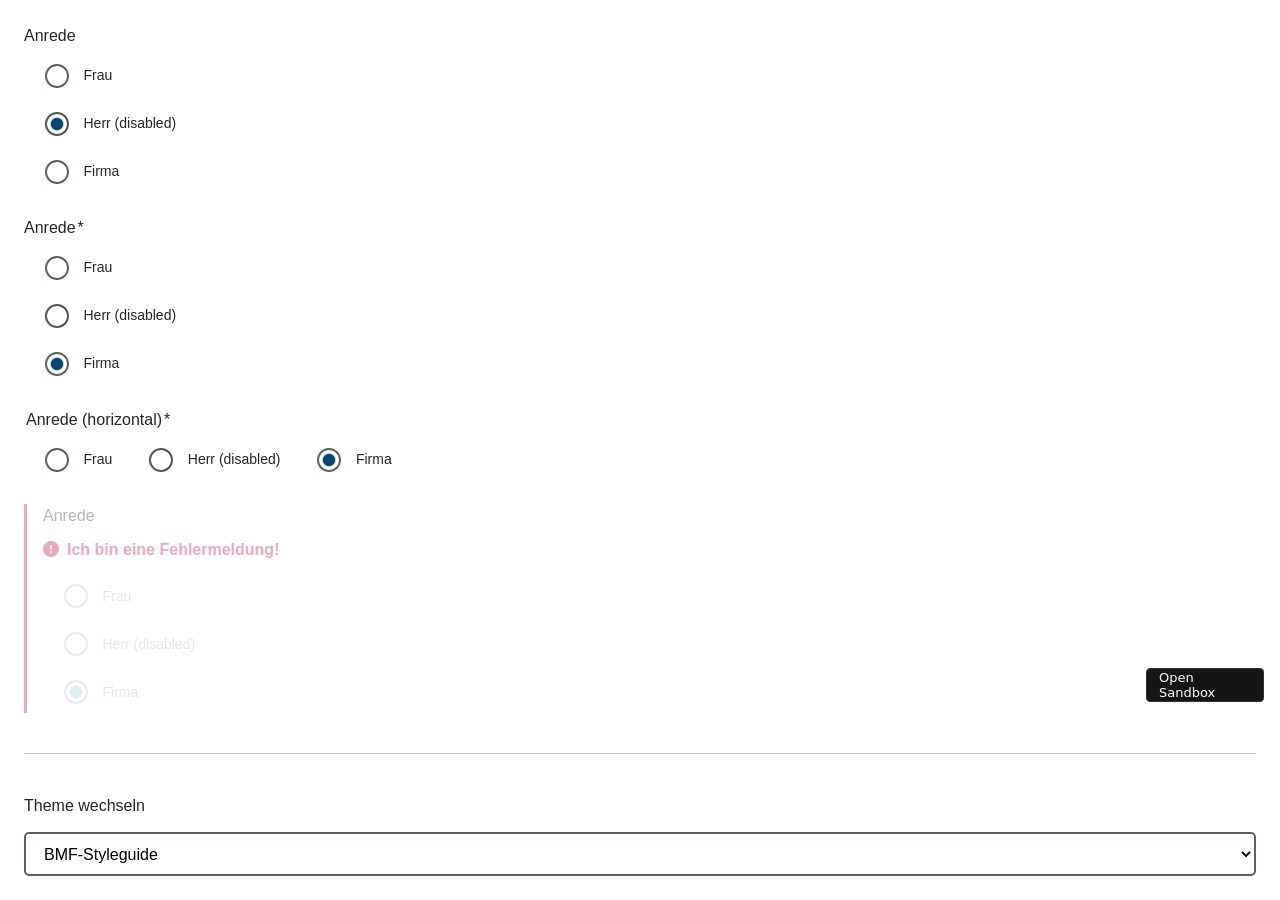 Anrede
Frau
Herr (disabled)
Firma
Anrede*
Frau
Herr (disabled)
Firma
Anrede (horizontal)*
Frau Herr (disabled) Firma
Anrede
Ich bin eine Fehlermeldung!
Frau
Herr (disabled)
Firma
Open
Sandbox
Theme wechseln
BMF-Styleguide